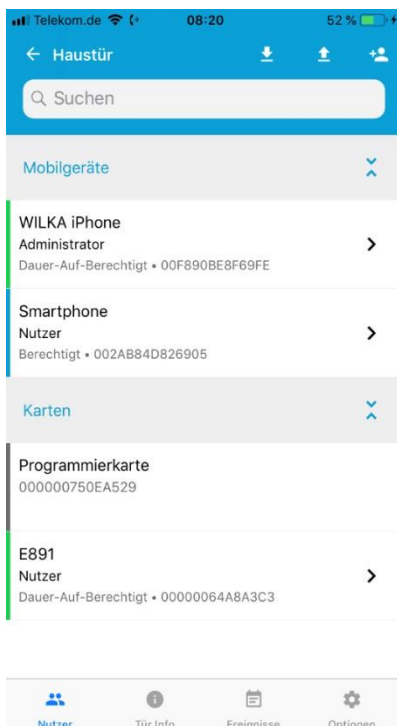 Telekom.de 08:20 52 %
Haustür
Suchen
Mobilgeräte
WILKA iPhone
Administrator
Dauer-Auf-Berechtigt • 00F890BE8F69FE
Smartphone
Nutzer
Berechtigt • 002AB84D826905
Karten
Programmierkarte
000000750EA529
E891
Nutzer
Dauer-Auf-Berechtigt • 00000064A8A3C3
Nutzer Tür Info Ereignisse Optionen